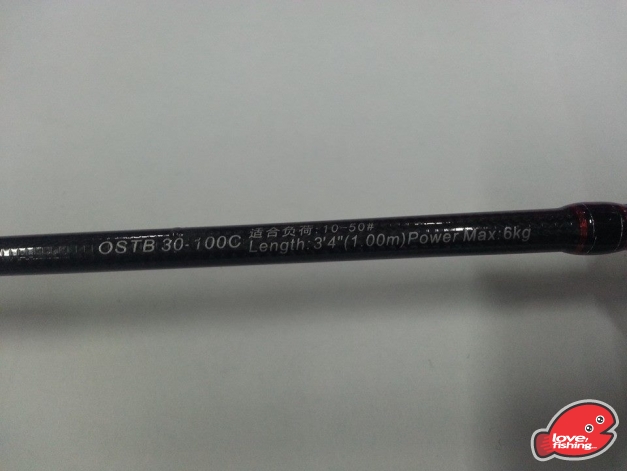 OSTB 30-100C
适合负荷:10-50#
Length:3'4"(1.00m)Power Max:6kg
love,
fishing...